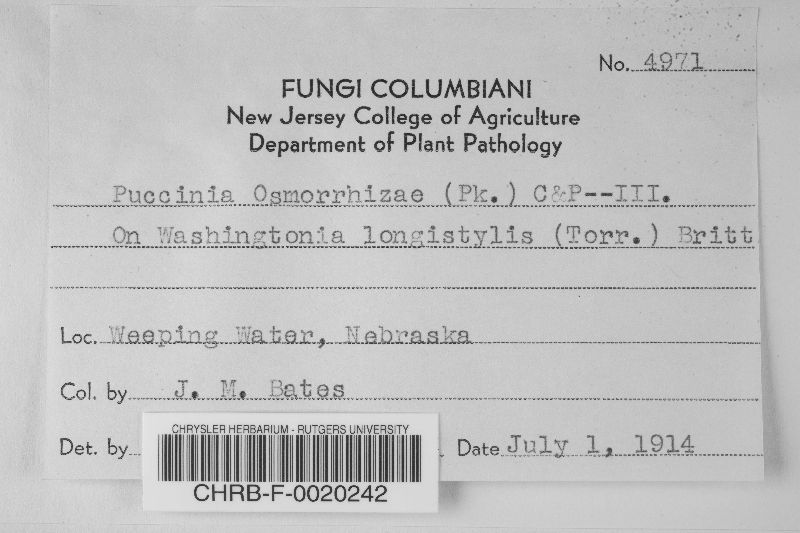 No. 4971
FUNGI COLUMBIANI
New Jersey College of Agriculture
Department of Plant Pathology
Puccinia Osmorrhizae (Pk.) C&P--III.
On Washingtonia longistylis (Torr.) Britt
Loc. Weeping Water, Nebraska
Col. by J. M. Bates
Det. by Date July 1, 1914
CHRYSLER HERBARIUM - RUTGERS UNIVERSITY
CHRB-F-0020242